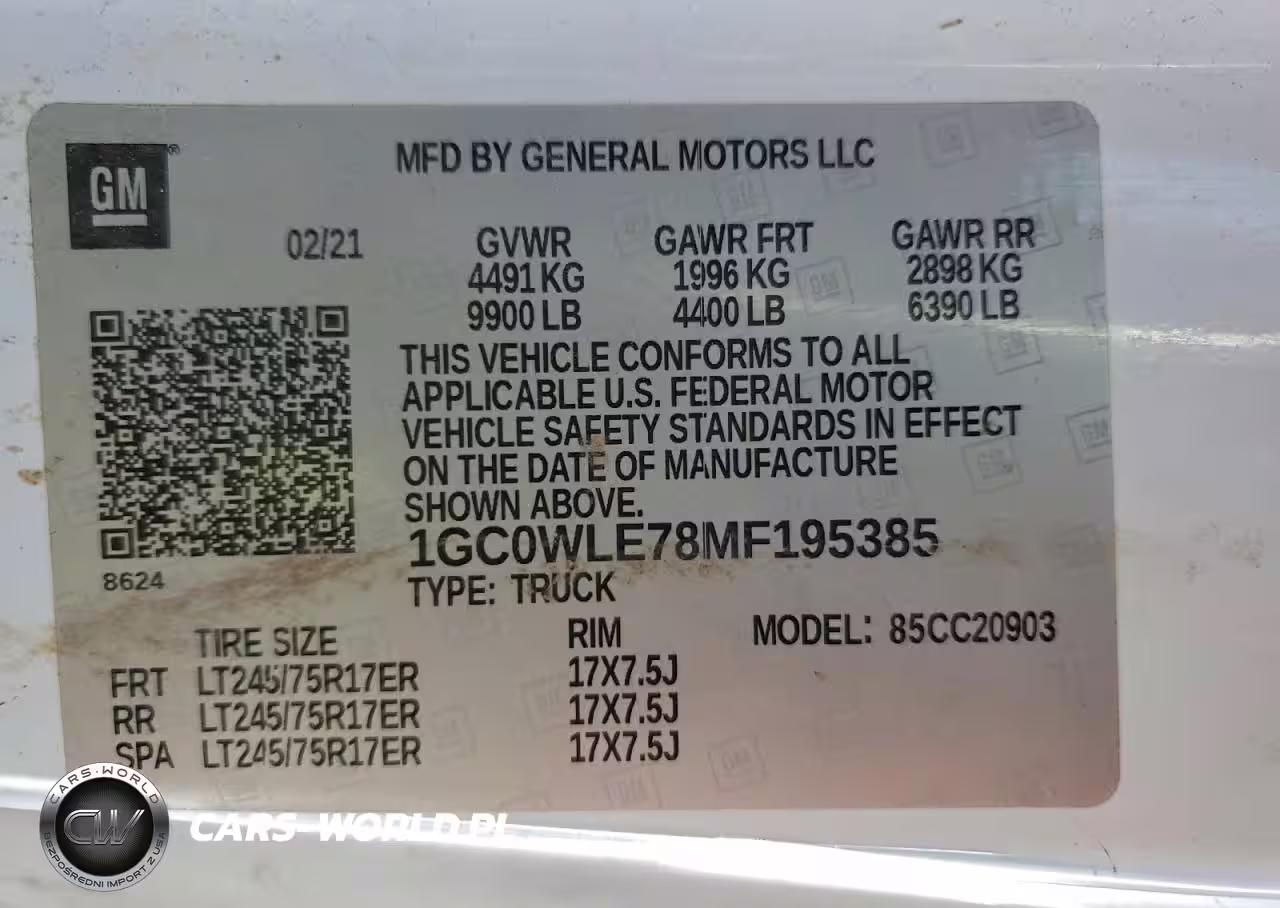 GM®
MFD BY GENERAL MOTORS LLC
02/21 GVWR GAWR FRT GAWR RR
4491 KG 1996 KG 2898 KG
9900 LB 4400 LB 6390 LB
THIS VEHICLE CONFORMS TO ALL
APPLICABLE U.S. FEDERAL MOTOR
VEHICLE SAFETY STANDARDS IN EFFECT
ON THE DATE OF MANUFACTURE
SHOWN ABOVE.
1GC0WLE78MF195385
8624
TYPE: TRUCK
TIRE SIZE RIM MODEL: 85CC20903
FRT LT245/75R17ER 17X7.5J
RR LT245/75R17ER 17X7.5J
SPA LT245/75R17ER 17X7.5J
CARS-WORLD
CW
BEZPOŚREDNI IMPORT Z USA
CARS-WORLD.PL